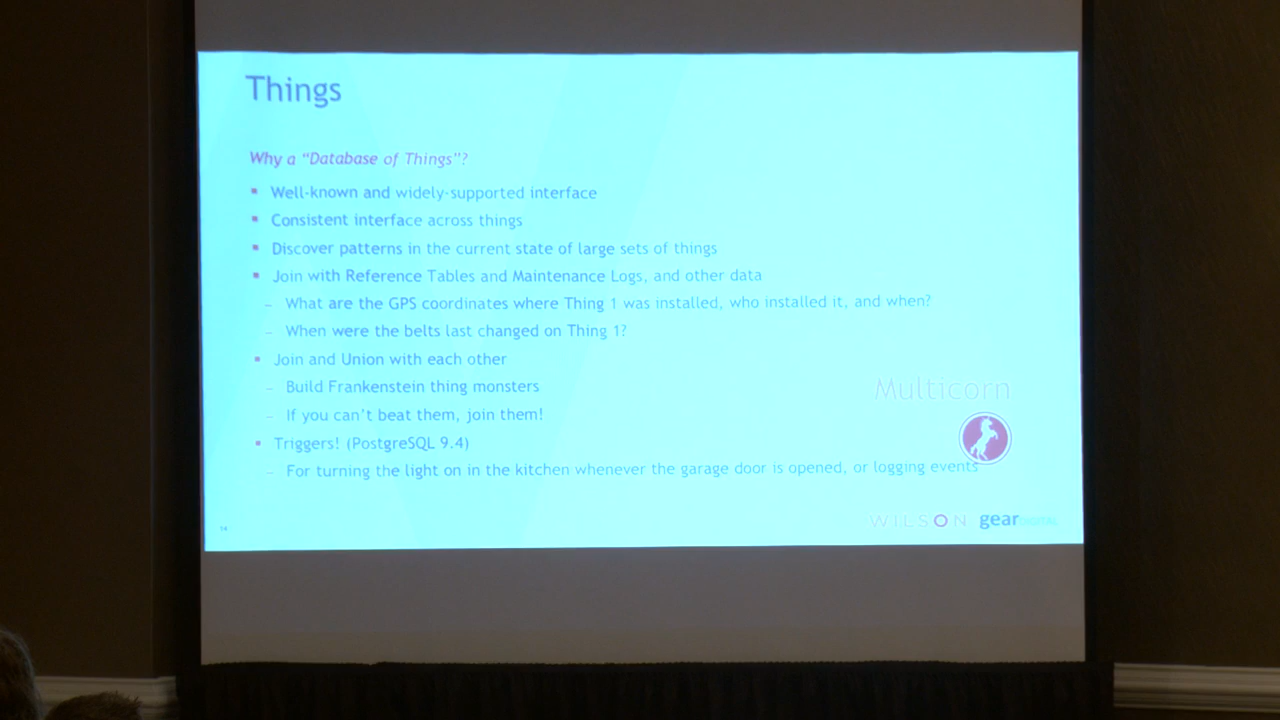 Things
Why a “Database of Things”?
▪ Well-known and widely-supported interface
▪ Consistent interface across things
▪ Discover patterns in the current state of large sets of things
▪ Join with Reference Tables and Maintenance Logs, and other data
– What are the GPS coordinates where Thing 1 was installed, who installed it, and when?
– When were the belts last changed on Thing 1?
▪ Join and Union with each other
– Build Frankenstein thing monsters
– If you can’t beat them, join them!
▪ Triggers! (PostgreSQL 9.4)
– For turning the light on in the kitchen whenever the garage door is opened, or logging events
Multicorn
14
WILSON gearDIGITAL